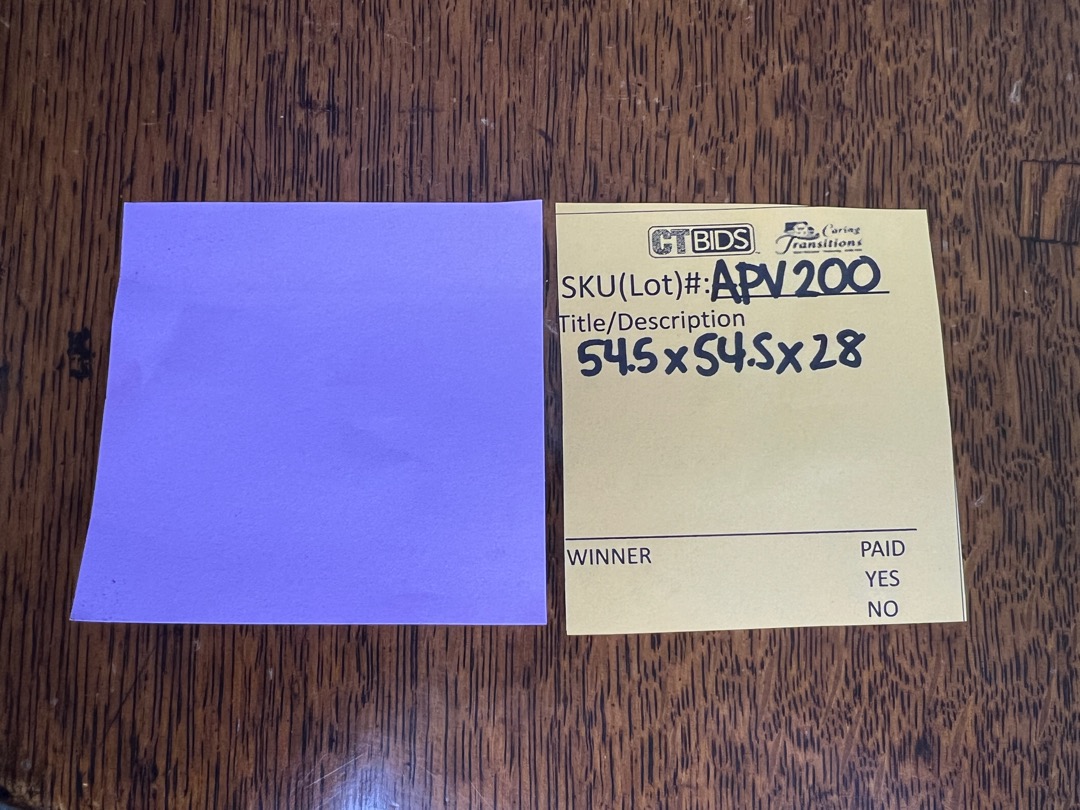 CTBIDS Caring Transitions
SKU(Lot)#: APV200
Title/Description
54.5x54.5x28
WINNER PAID
YES
NO